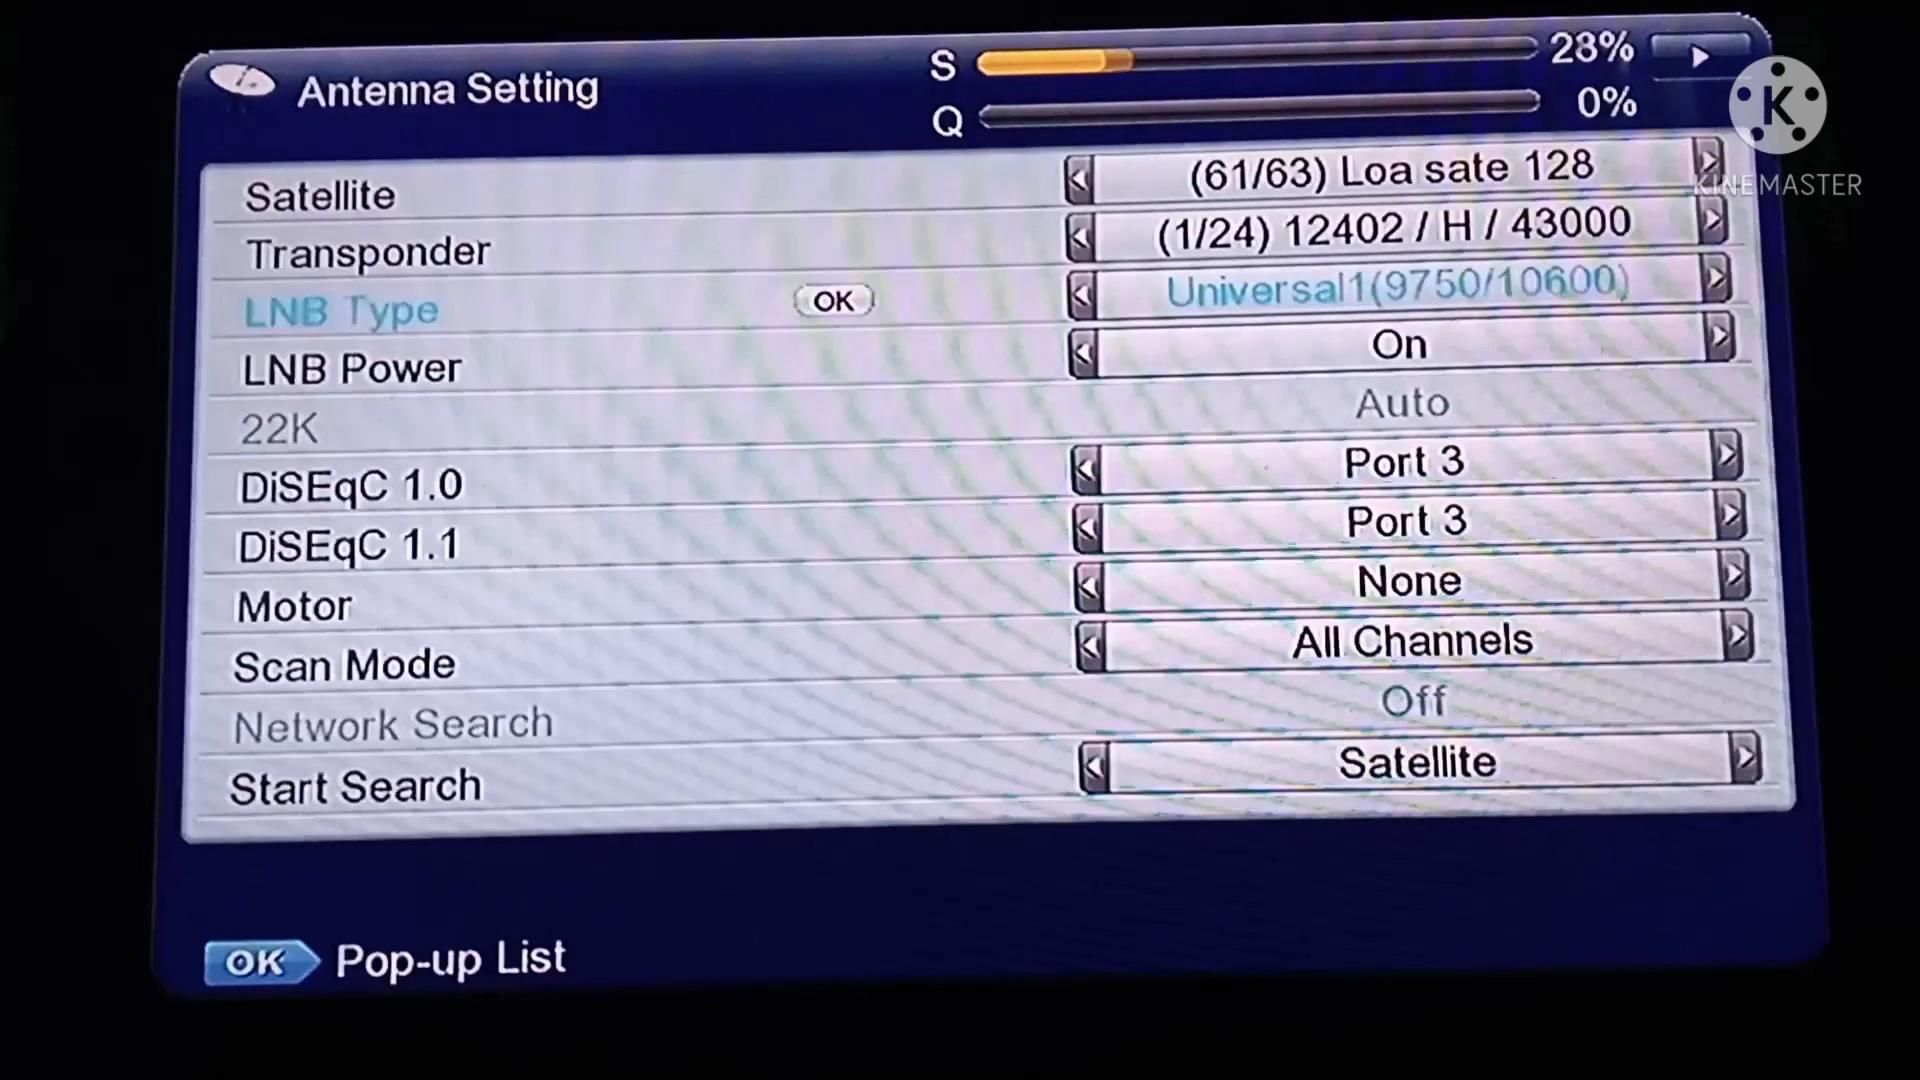 Antenna Setting
S 28%
Q 0%
K
KINEMASTER
Satellite (61/63) Loa sate 128
Transponder (1/24) 12402 / H / 43000
LNB Type OK Universal1(9750/10600)
LNB Power On
22K Auto
DiSEqC 1.0 Port 3
DiSEqC 1.1 Port 3
Motor None
Scan Mode All Channels
Network Search Off
Start Search Satellite
OK Pop-up List